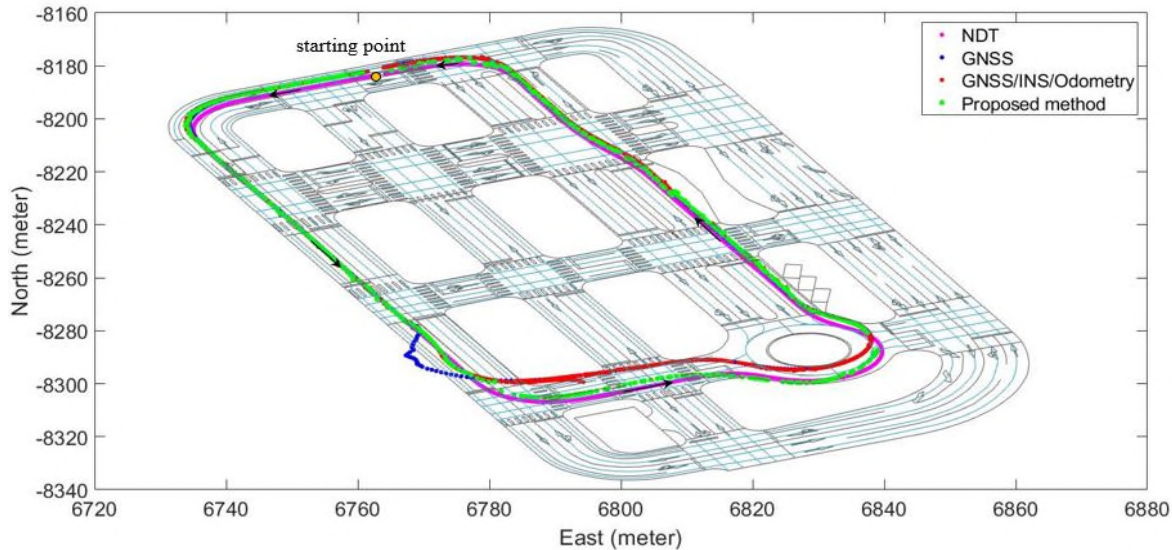 -8160
starting point
NDT
GNSS
GNSS/INS/Odometry
Proposed method
-8180
-8200
-8220
-8240
-8260
-8280
-8300
-8320
-8340
North (meter)
6720 6740 6760 6780 6800 6820 6840 6860 6880
East (meter)